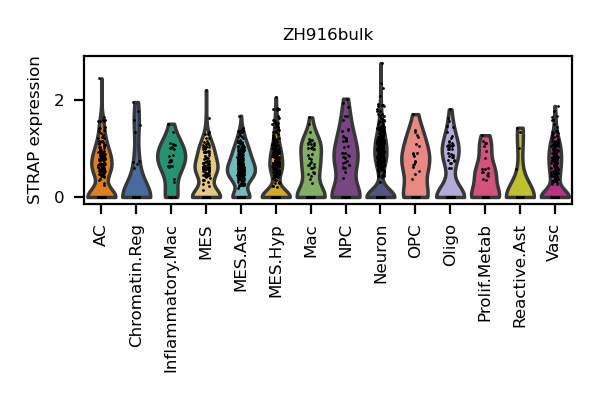 ZH916bulk
STRAP expression
2
0
AC
Chromatin.Reg
Inflammatory.Mac
MES
MES.Ast
MES.Hyp
Mac
NPC
Neuron
OPC
Oligo
Prolif.Metab
Reactive.Ast
Vasc